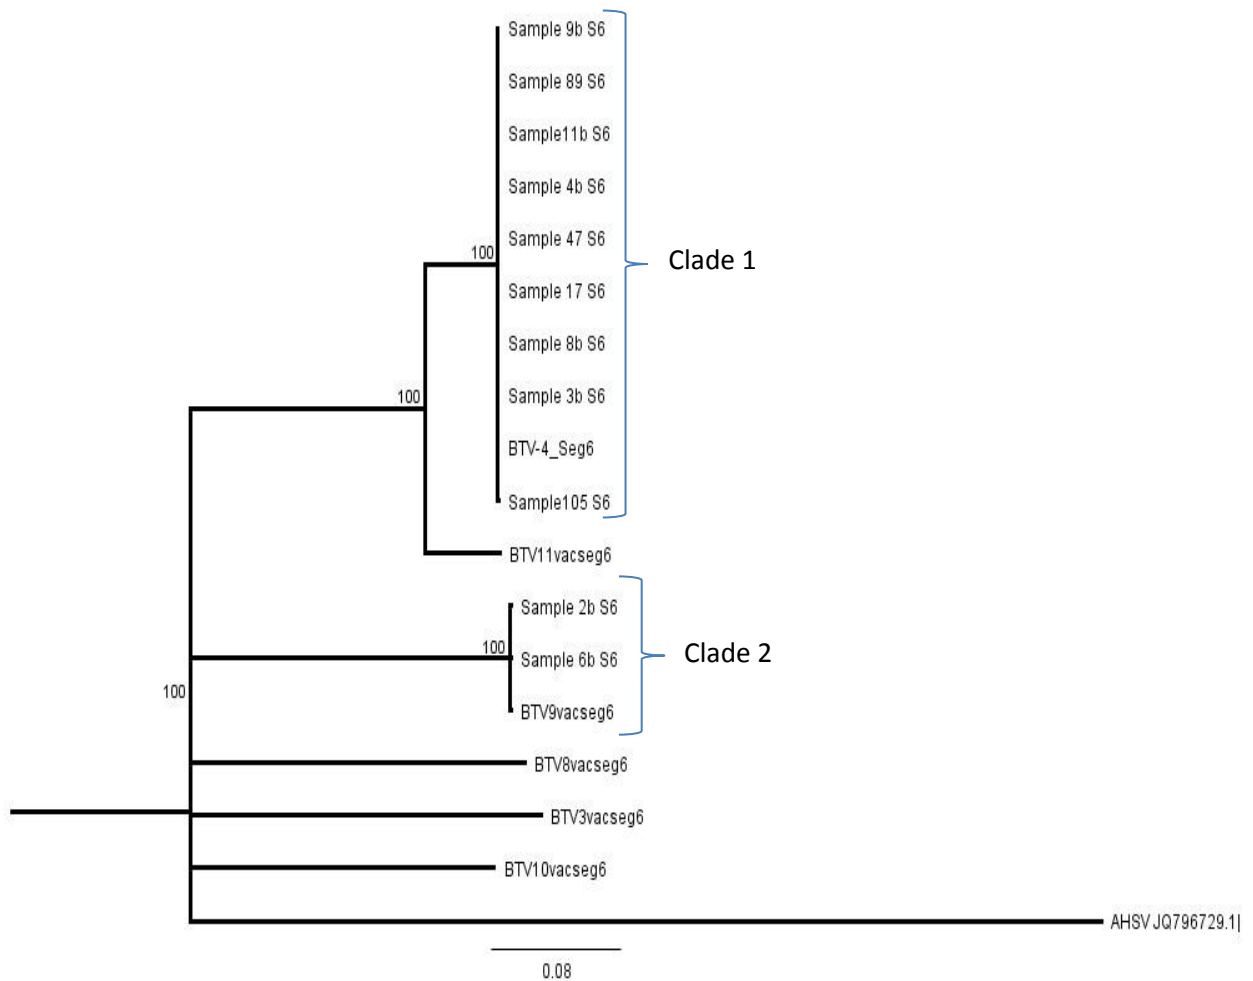 Sample 9b S6
Sample 89 S6
Sample11b S6
Sample 4b S6
Sample 47 S6
100
Clade 1
Sample 17 S6
Sample 8b S6
Sample 3b S6
100
BTV-4_Seg6
Sample105 S6
BTV11vacseg6
Sample 2b S6
100
Sample 6b S6
Clade 2
100
BTV9vacseg6
BTV8vacseg6
BTV3vacseg6
BTV10vacseg6
AHSV JQ796729.1|
0.08